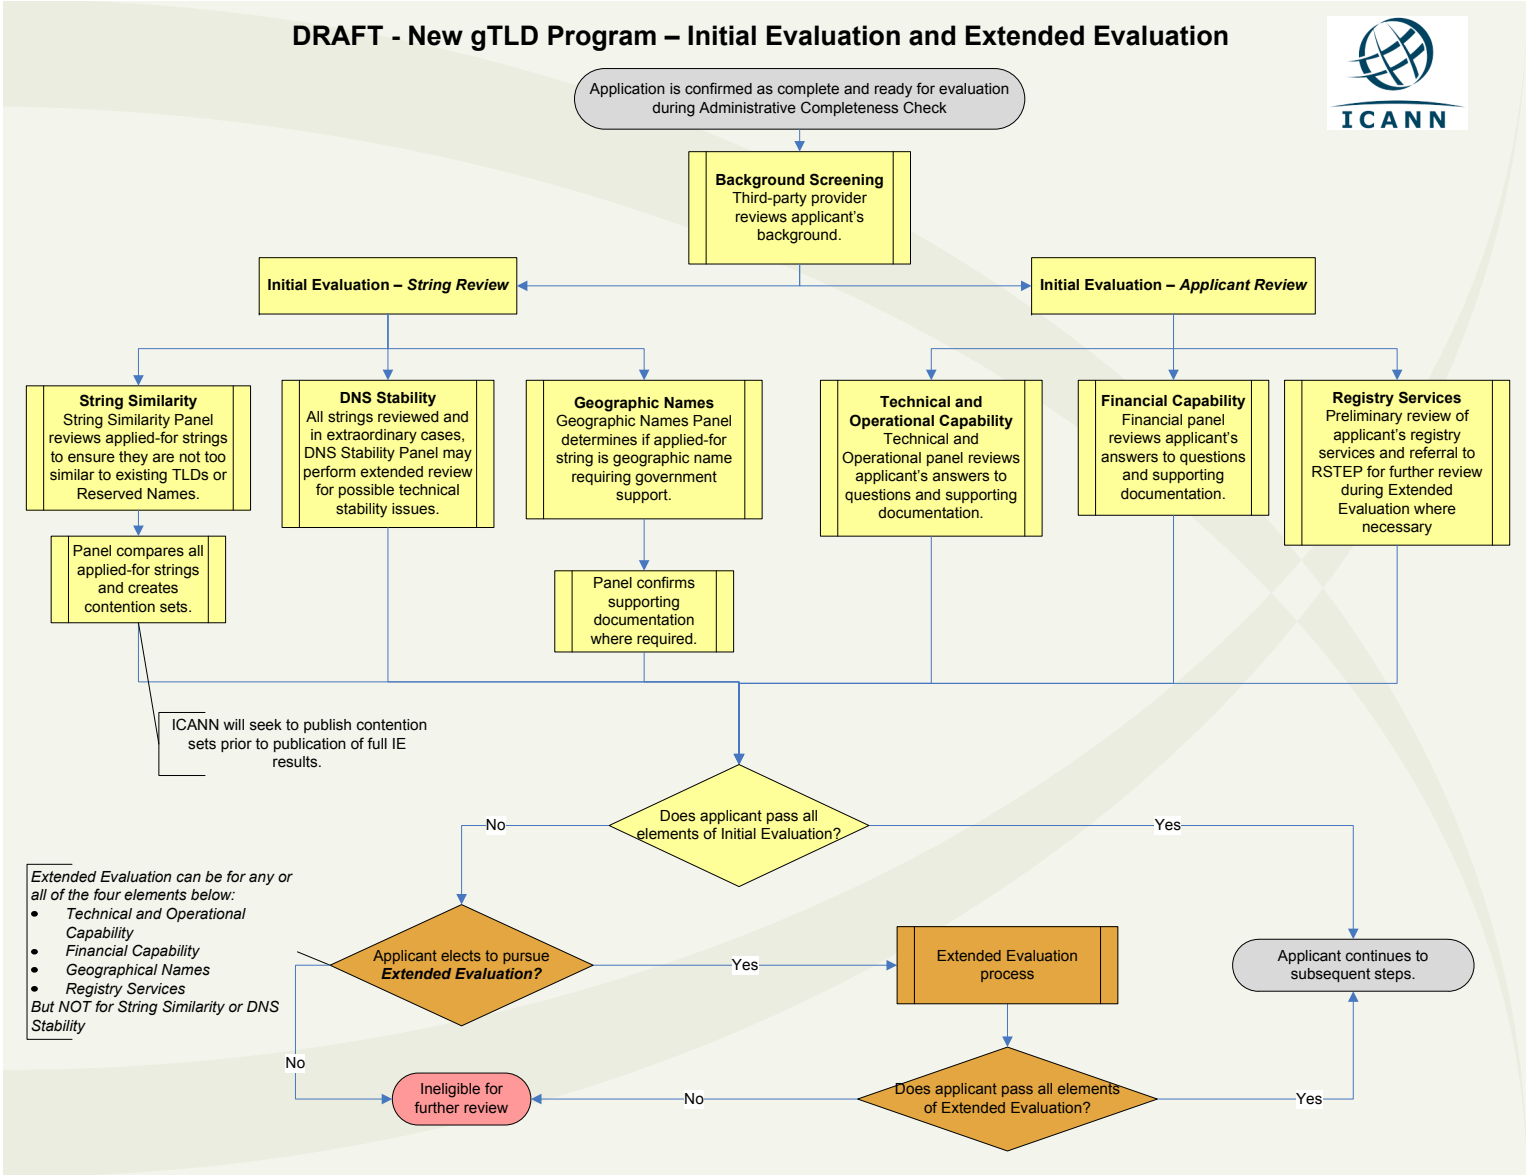 DRAFT - New gTLD Program – Initial Evaluation and Extended Evaluation
ICANN
Application is confirmed as complete and ready for evaluation
during Administrative Completeness Check
Background Screening
Third-party provider
reviews applicant’s
background.
Initial Evaluation – String Review
Initial Evaluation – Applicant Review
String Similarity
String Similarity Panel
reviews applied-for strings
to ensure they are not too
similar to existing TLDs or
Reserved Names.
DNS Stability
All strings reviewed and
in extraordinary cases,
DNS Stability Panel may
perform extended review
for possible technical
stability issues.
Geographic Names
Geographic Names Panel
determines if applied-for
string is geographic name
requiring government
support.
Technical and
Operational Capability
Technical and
Operational panel reviews
applicant’s answers to
questions and supporting
documentation.
Financial Capability
Financial panel
reviews applicant’s
answers to questions
and supporting
documentation.
Registry Services
Preliminary review of
applicant’s registry
services and referral to
RSTEP for further review
during Extended
Evaluation where
necessary
Panel compares all
applied-for strings
and creates
contention sets.
Panel confirms
supporting
documentation
where required.
ICANN will seek to publish contention
sets prior to publication of full IE
results.
Does applicant pass all
elements of Initial Evaluation?
No
Yes
Extended Evaluation can be for any or
all of the four elements below:
• Technical and Operational
Capability
• Financial Capability
• Geographical Names
• Registry Services
But NOT for String Similarity or DNS
Stability
Applicant elects to pursue
Extended Evaluation?
Yes
Extended Evaluation
process
Applicant continues to
subsequent steps.
No
Ineligible for
further review
No
Does applicant pass all elements
of Extended Evaluation?
Yes